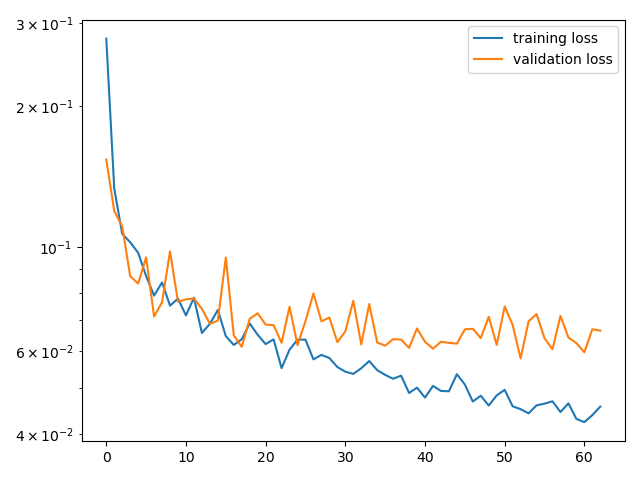 3 × 10⁻¹
2 × 10⁻¹
10⁻¹
6 × 10⁻²
4 × 10⁻²
training loss
validation loss
0 10 20 30 40 50 60